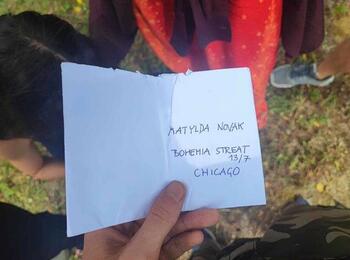 MATYLDA NOVAK
BOHEMIA STREAT
13/7
CHICAGO